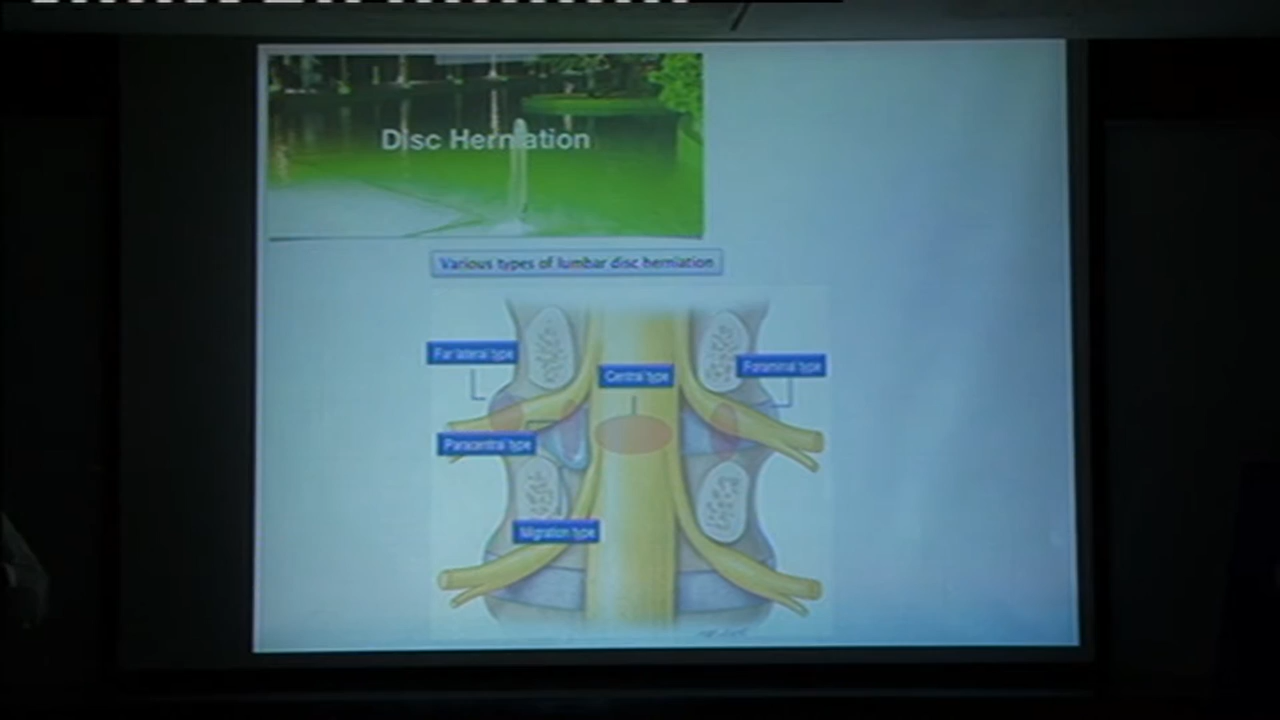 Disc Herniation
Various types of lumbar disc herniation
Far lateral type
Central type
Foraminal type
Paracentral type
Migration type